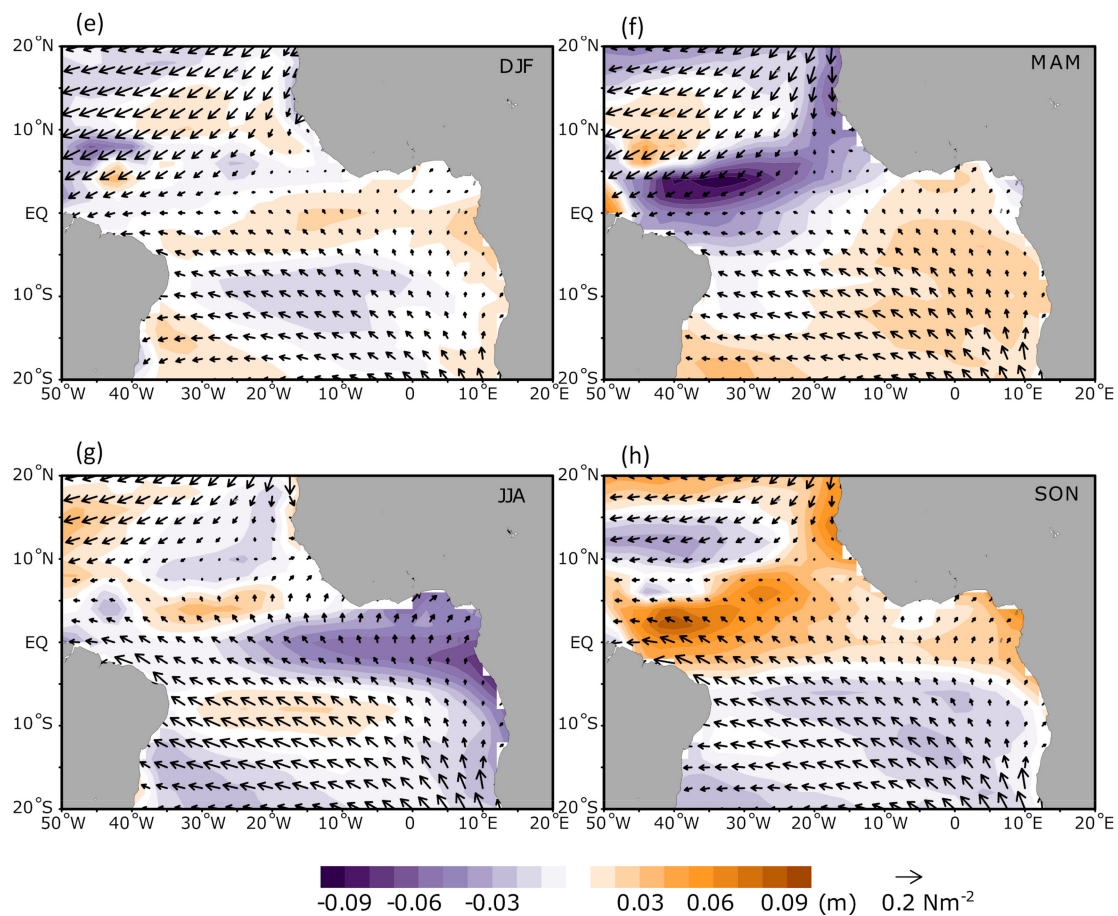 (e) (f)
20°N DJF 20°N MAM
10°N 10°N
EQ EQ
10°S 10°S
20°S 20°S
50°W 40°W 30°W 20°W 10°W 0 10°E 20°E 50°W 40°W 30°W 20°W 10°W 0 10°E 20°E
(g) (h)
20°N JJA 20°N SON
10°N 10°N
EQ EQ
10°S 10°S
20°S 20°S
50°W 40°W 30°W 20°W 10°W 0 10°E 20°E 50°W 40°W 30°W 20°W 10°W 0 10°E 20°E
-0.09 -0.06 -0.03 0.03 0.06 0.09 (m) 0.2 Nm⁻²